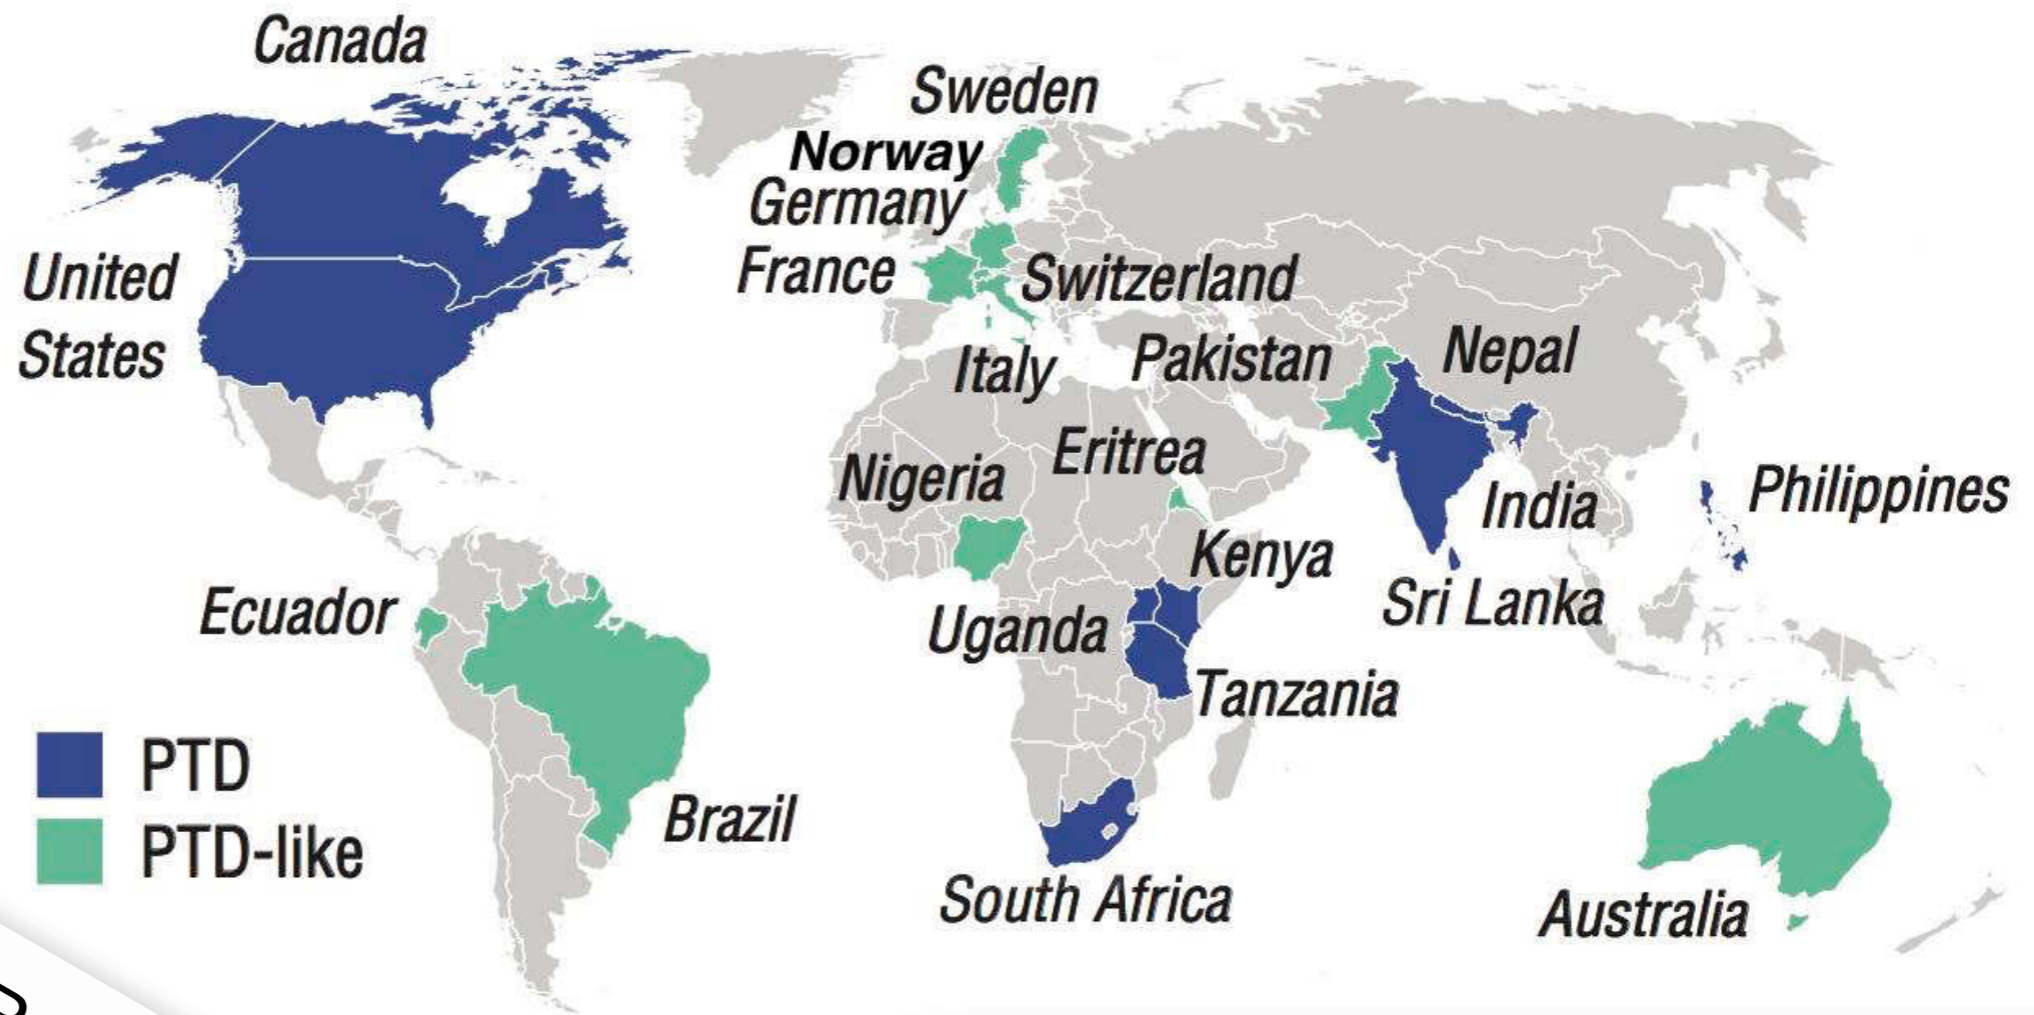 Canada
Sweden
Norway
Germany
France
Switzerland
United
States
Italy
Pakistan
Nepal
Nigeria
Eritrea
India
Philippines
Kenya
Ecuador
Uganda
Sri Lanka
Tanzania
PTD
PTD-like
Brazil
South Africa
Australia